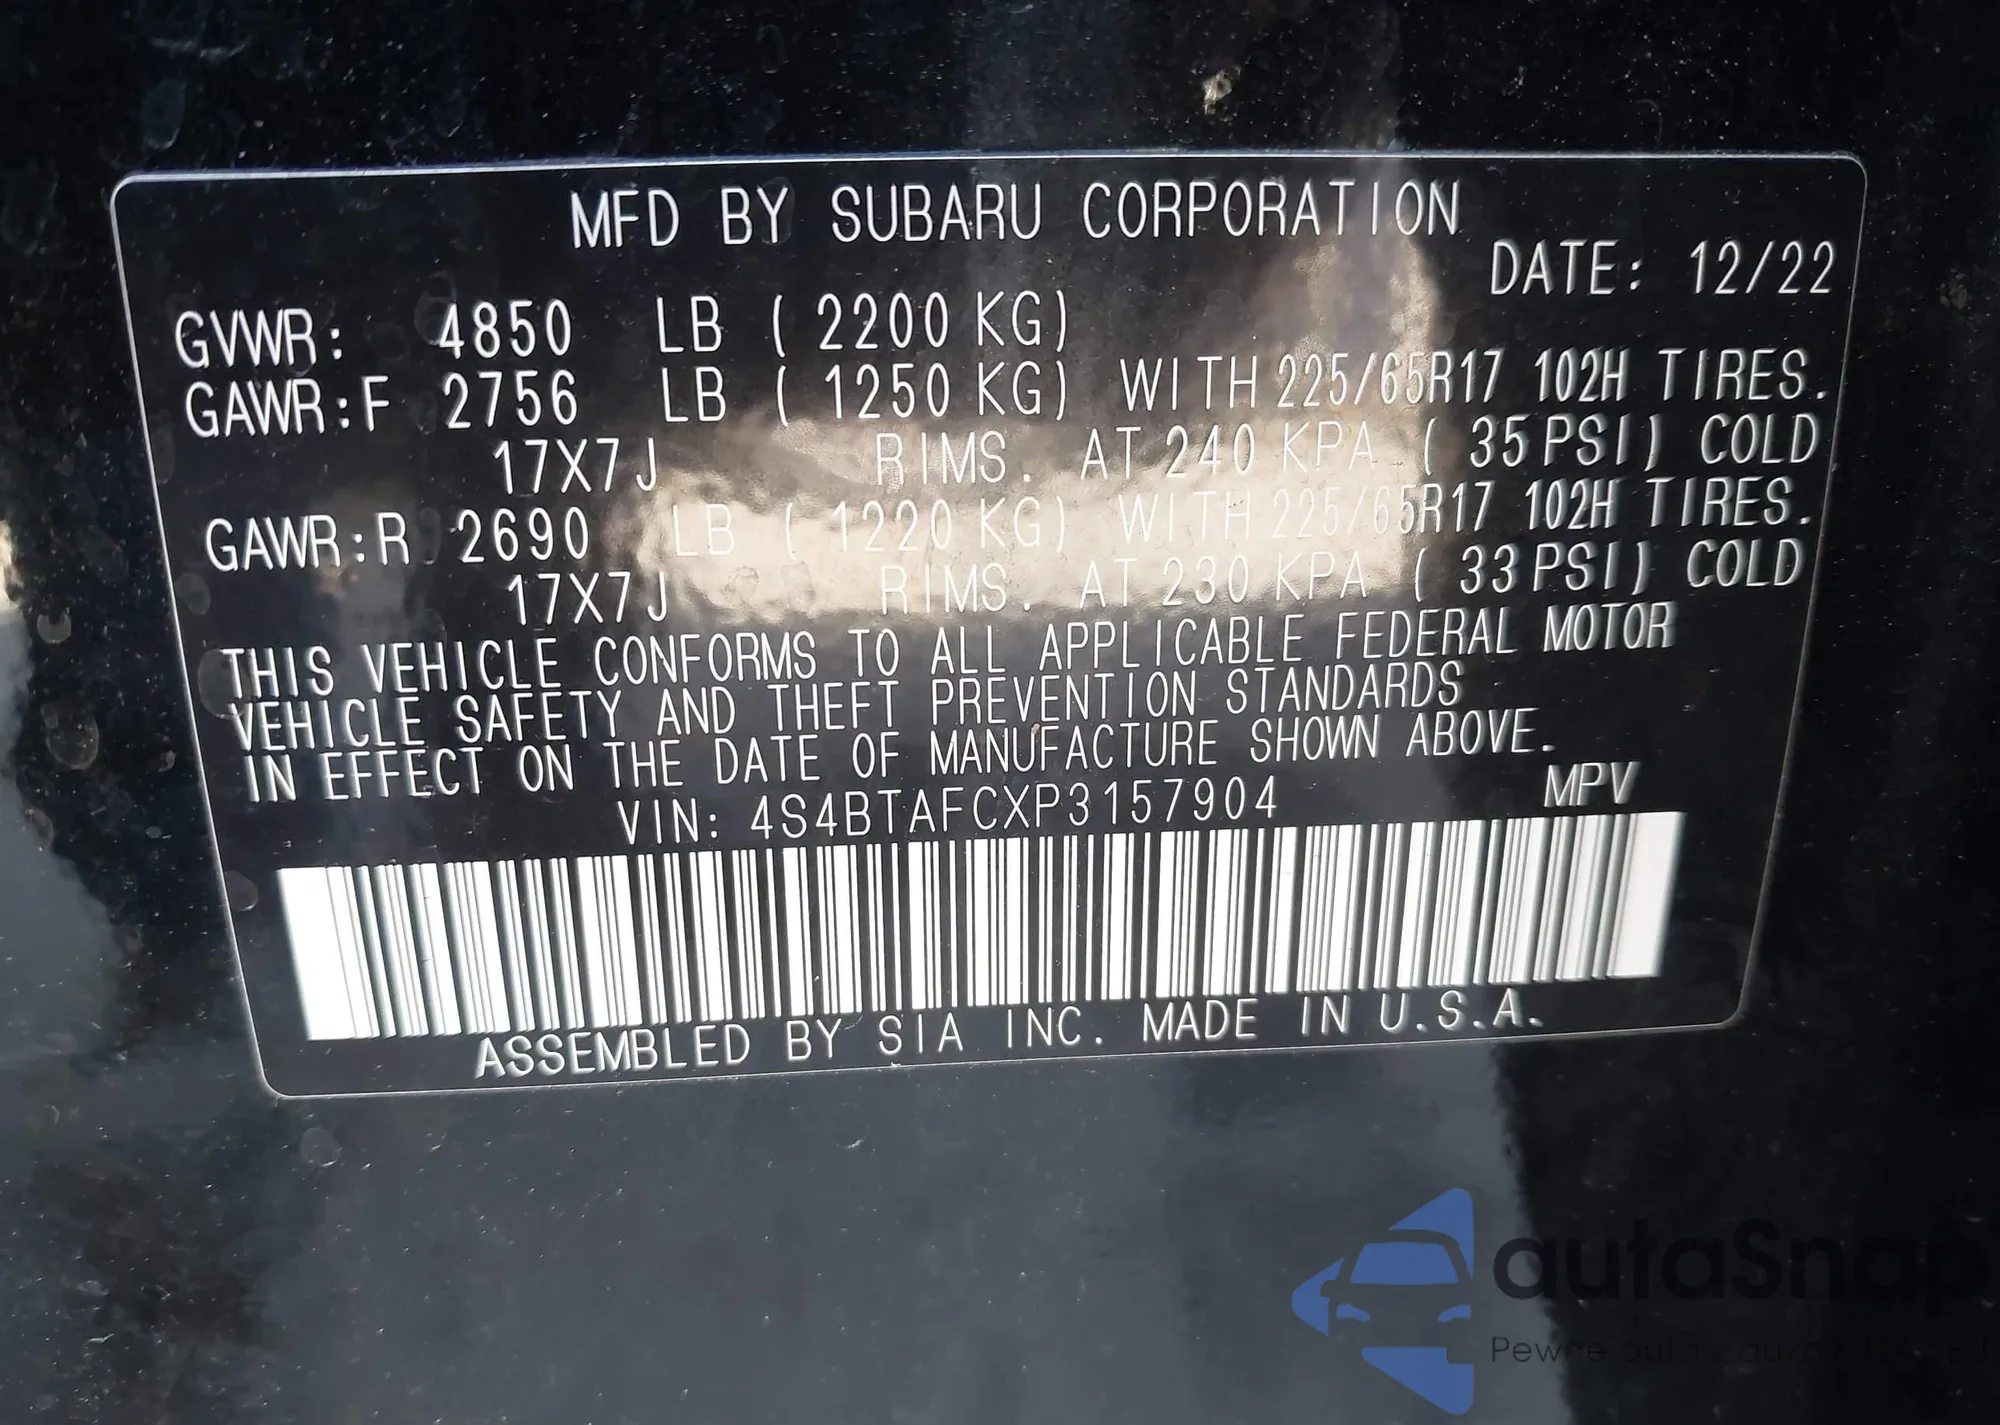 MFD BY SUBARU CORPORATION
DATE: 12/22
GVWR: 4850 LB ( 2200 KG)
GAWR:F 2756 LB ( 1250 KG) WITH 225/65R17 102H TIRES.
17X7J RIMS. AT 240 KPA ( 35 PSI) COLD
GAWR:R 2690 LB ( 1220 KG) WITH 225/65R17 102H TIRES.
17X7J RIMS. AT 230 KPA ( 33 PSI) COLD
THIS VEHICLE CONFORMS TO ALL APPLICABLE FEDERAL MOTOR
VEHICLE SAFETY AND THEFT PREVENTION STANDARDS
IN EFFECT ON THE DATE OF MANUFACTURE SHOWN ABOVE.
VIN: 4S4BTAFCXP3157904 MPV
ASSEMBLED BY SIA INC. MADE IN U.S.A.
autaSnap
Pewne auta z